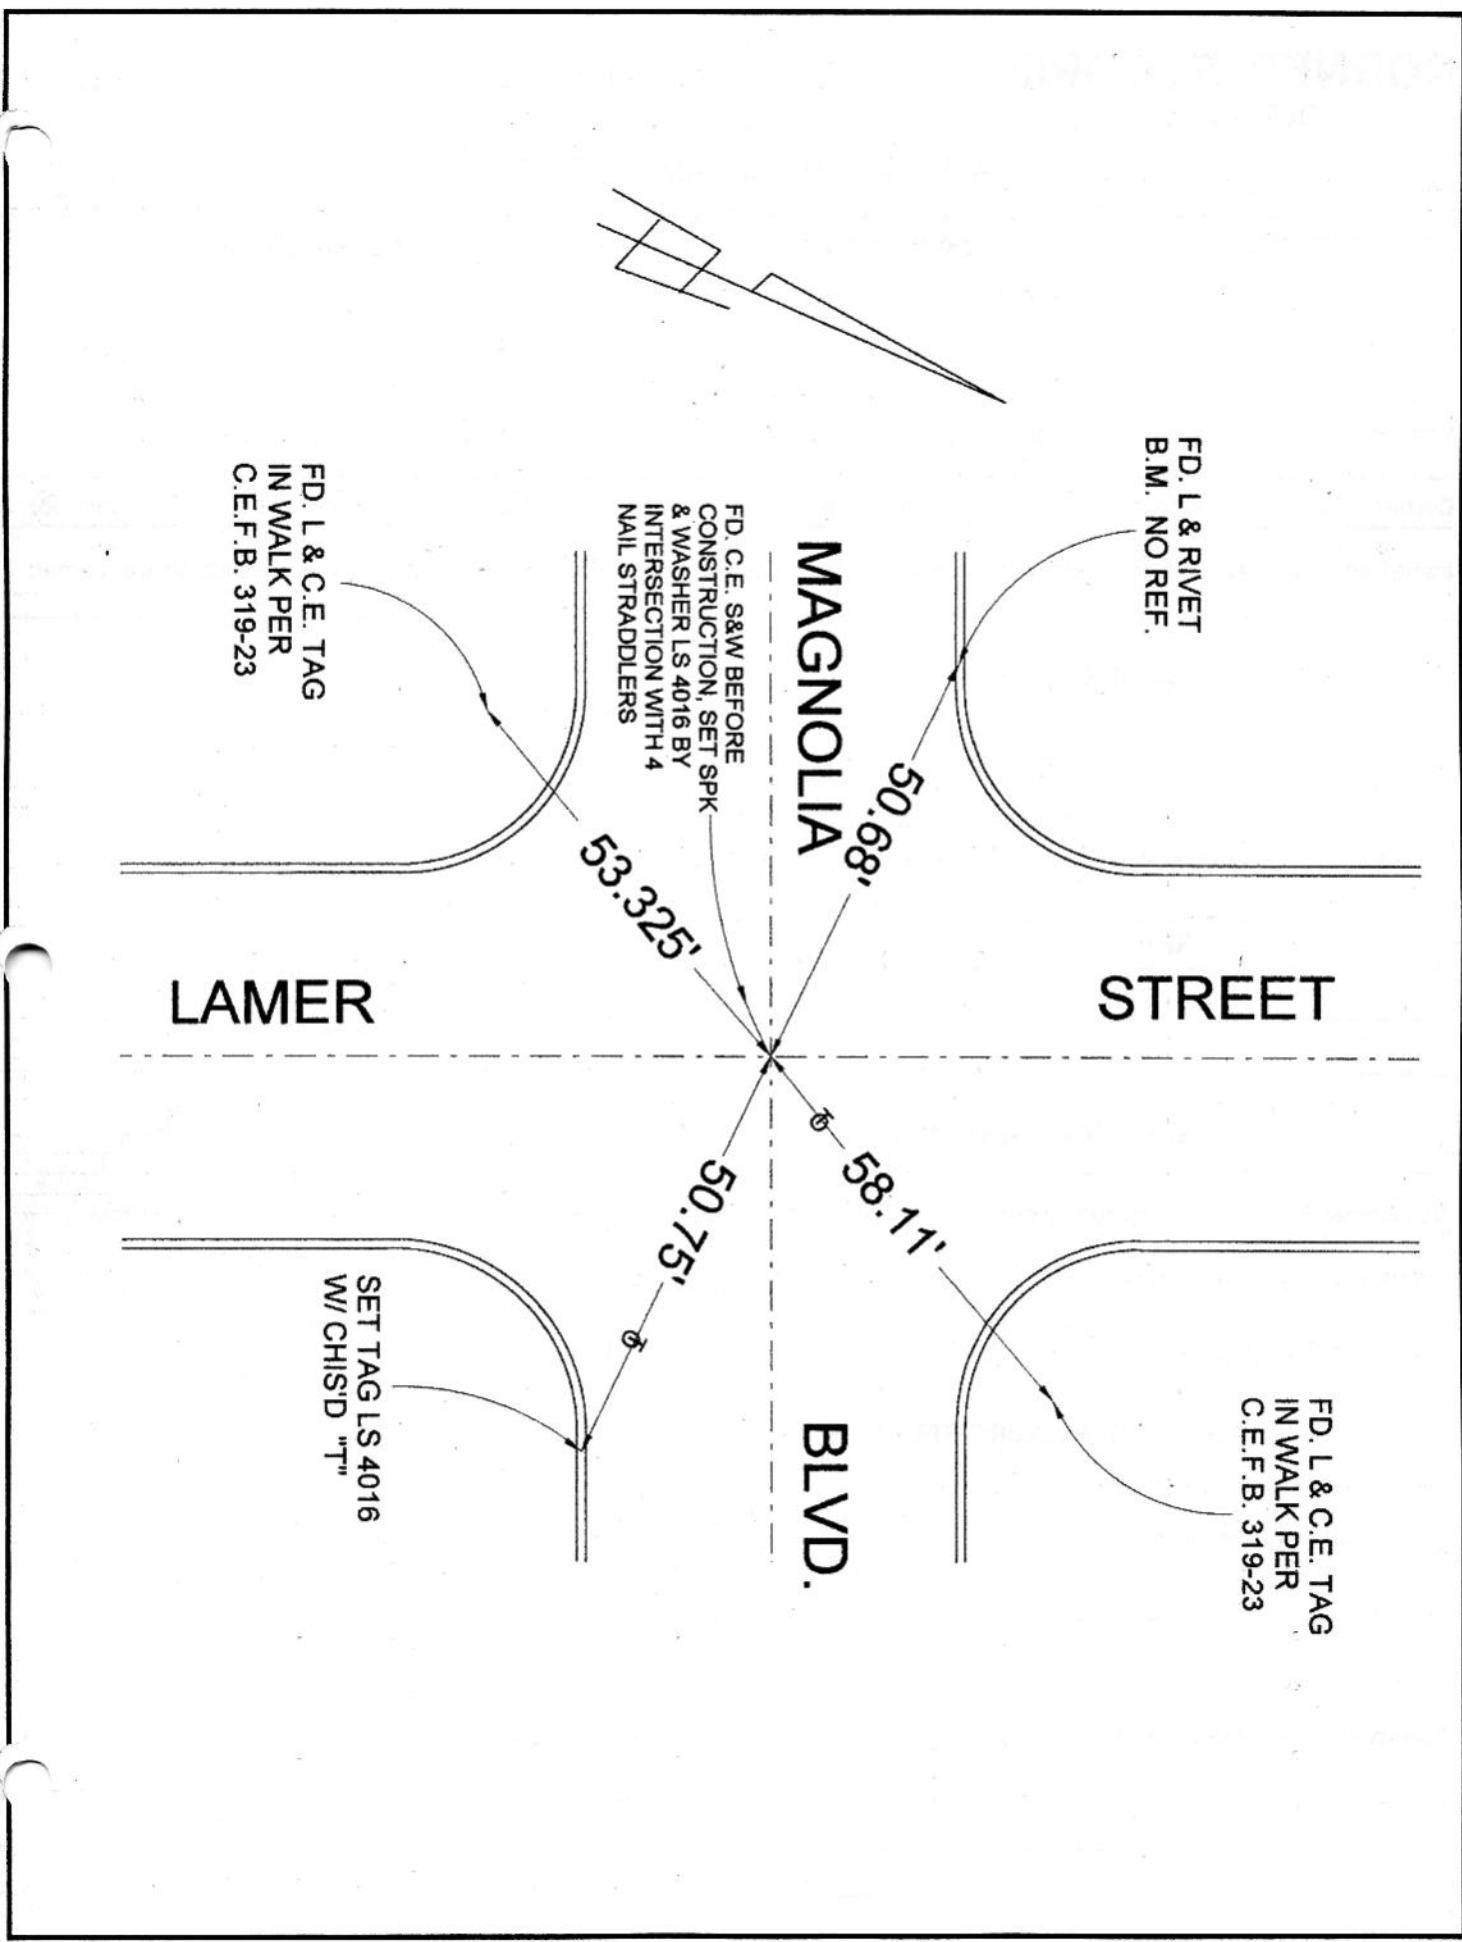 FD. L & RIVET
B.M. NO REF.
FD. C.E. S&W BEFORE
CONSTRUCTION, SET SPK
& WASHER LS 4016 BY
INTERSECTION WITH 4
NAIL STRADDLERS
FD. L & C.E. TAG
IN WALK PER
C.E.F.B. 319-23
MAGNOLIA
BLVD.
50.68'
53.325'
LAMER
STREET
58.11'
50.75'
FD. L & C.E. TAG
IN WALK PER
C.E.F.B. 319-23
SET TAG LS 4016
W/ CHIS'D "T"